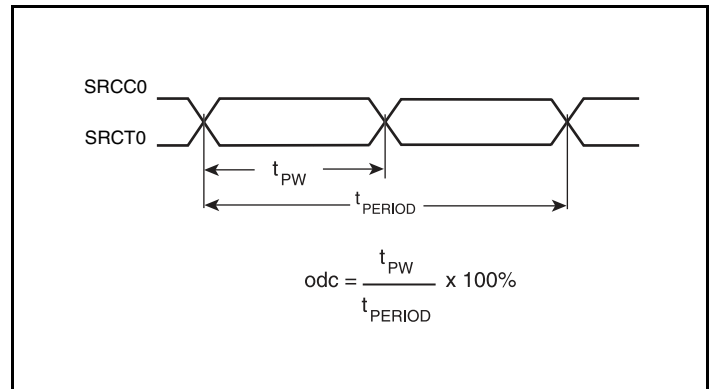 SRCC0
SRCT0
tPW
tPERIOD
odc = tPW / tPERIOD x 100%